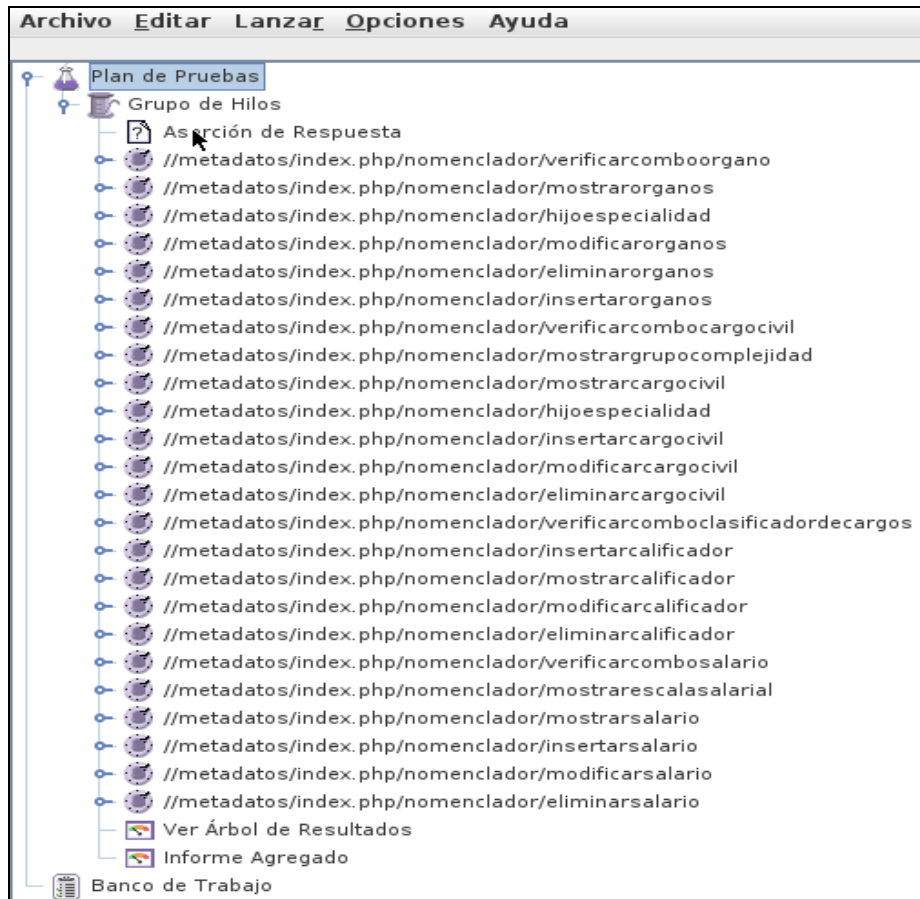 Archivo Editar Lanzar Opciones Ayuda
Plan de Pruebas
Grupo de Hilos
Aserción de Respuesta
//metadatos/index.php/nomenclador/verificarcomboorgano
//metadatos/index.php/nomenclador/mostrarorganos
//metadatos/index.php/nomenclador/hijoespecialidad
//metadatos/index.php/nomenclador/modificarorganos
//metadatos/index.php/nomenclador/eliminarorganos
//metadatos/index.php/nomenclador/insertarorganos
//metadatos/index.php/nomenclador/verificarcombocargocivil
//metadatos/index.php/nomenclador/mostrargrupocomplejidad
//metadatos/index.php/nomenclador/mostrarcargocivil
//metadatos/index.php/nomenclador/hijoespecialidad
//metadatos/index.php/nomenclador/insertarcargocivil
//metadatos/index.php/nomenclador/modificarcargocivil
//metadatos/index.php/nomenclador/eliminarcargocivil
//metadatos/index.php/nomenclador/verificarcomboclasificadordecargos
//metadatos/index.php/nomenclador/insertarcalificador
//metadatos/index.php/nomenclador/mostrarcalificador
//metadatos/index.php/nomenclador/modificarcalificador
//metadatos/index.php/nomenclador/eliminarcalificador
//metadatos/index.php/nomenclador/verificarcombosalario
//metadatos/index.php/nomenclador/mostrarescalasalarial
//metadatos/index.php/nomenclador/mostrarsalario
//metadatos/index.php/nomenclador/insertarsalario
//metadatos/index.php/nomenclador/modificarsalario
//metadatos/index.php/nomenclador/eliminarsalario
Ver Árbol de Resultados
Informe Agregado
Banco de Trabajo